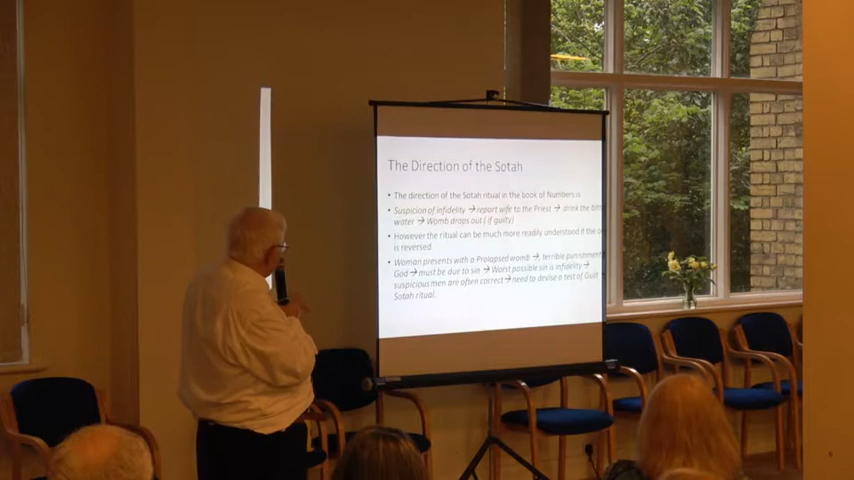 The Direction of the Sotah
• The direction of the Sotah ritual in the book of Numbers is
• Suspicion of infidelity → report wife to the Priest → drink the
water → Womb drops out ( if guilty)
• However the ritual can be much more readily understood if the
is reversed
• Woman presents with a Prolapsed womb →, terrible punishment
God → must be due to sin → Worst possible sin is infidelity →
suspicious men are often correct → need to devise a test of Guilt
Sotah ritual.